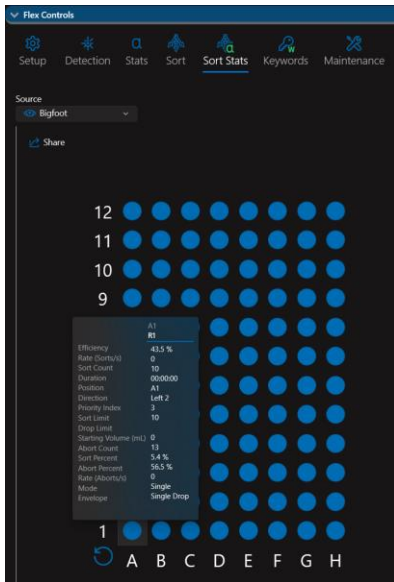 Flex Controls
Setup Detection Stats Sort Sort Stats Keywords Maintenance
Source
Bigfoot
Share
12
11
10
9
A1
R1
Efficiency 43.5 %
Rate (Sorts/s) 0
Sort Count 10
Duration 00:00:00
Position A1
Direction Left 2
Priority Index 3
Sort Limit 10
Drop Limit
Starting Volume (mL) 0
Abort Count 13
Sort Percent 5.4 %
Abort Percent 56.5 %
Rate (Aborts/s) 0
Mode Single
Envelope Single Drop
1
A B C D E F G H